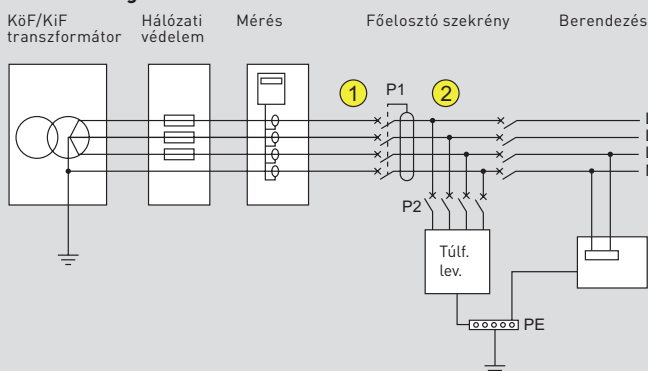 KöF/KiF
transzformátor
Hálózati
védelem
Mérés
Főelosztó szekrény
Berendezés
1
P1
2
P2
Túlf.
lev.
PE